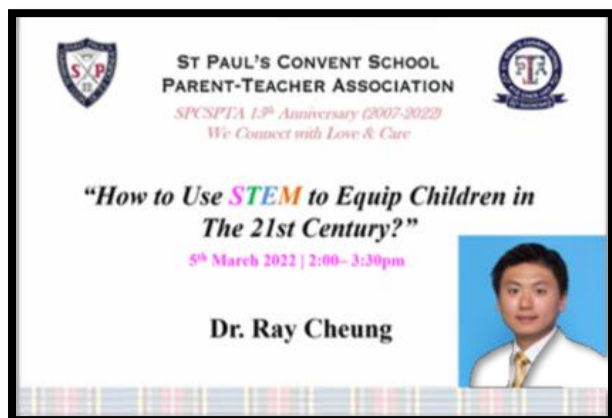 ST PAUL'S CONVENT SCHOOL
PARENT-TEACHER ASSOCIATION
SPCSPTA 15th Anniversary (2007-2022)
We Connect with Love & Care
"How to Use STEM to Equip Children in
The 21st Century?"
5th March 2022 | 2:00– 3:30pm
Dr. Ray Cheung